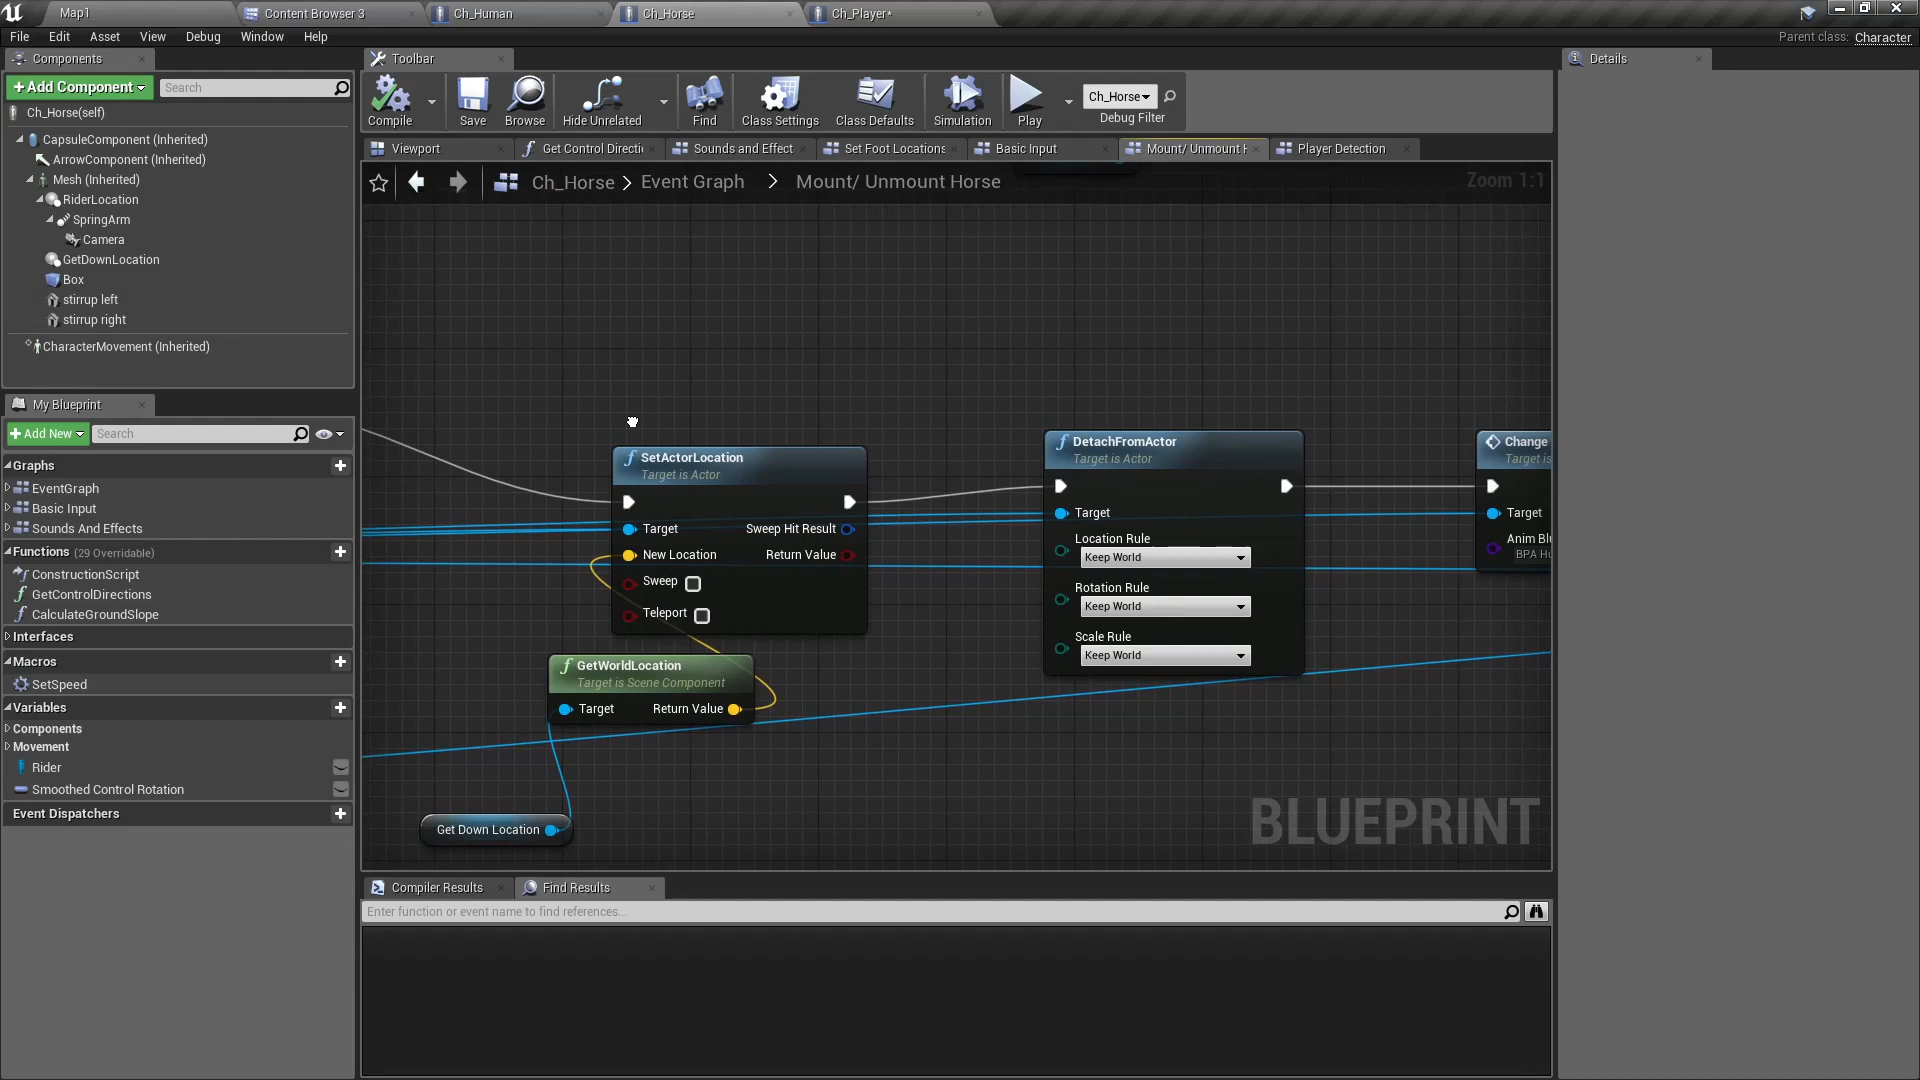 Map1
Content Browser 3
Ch_Human
Ch_Horse
Ch_Player*
File Edit Asset View Debug Window Help
Parent class: Character
Components
Toolbar
Details
+ Add Component
Search
Compile
Save
Browse
Hide Unrelated
Find
Class Settings
Class Defaults
Simulation
Play
Ch_Horse
Debug Filter
Ch_Horse(self)
CapsuleComponent (Inherited)
ArrowComponent (Inherited)
Mesh (Inherited)
RiderLocation
SpringArm
Camera
GetDownLocation
Box
stirrup left
stirrup right
CharacterMovement (Inherited)
Viewport
Get Control Directi
Sounds and Effect
Set Foot Locations
Basic Input
Mount/ Unmount H
Player Detection
Ch_Horse > Event Graph > Mount/ Unmount Horse
Zoom 1:1
My Blueprint
+ Add New
Search
Graphs
EventGraph
Basic Input
Sounds And Effects
Functions (29 Overridable)
ConstructionScript
GetControlDirections
CalculateGroundSlope
Interfaces
Macros
SetSpeed
Variables
Components
Movement
Rider
Smoothed Control Rotation
Event Dispatchers
SetActorLocation
Target is Actor
Target
Sweep Hit Result
New Location
Return Value
Sweep
Teleport
GetWorldLocation
Target is Scene Component
Target
Return Value
Get Down Location
DetachFromActor
Target is Actor
Target
Location Rule
Keep World
Rotation Rule
Keep World
Scale Rule
Keep World
Change
Target is
Target
Anim Blu
BPA Hu
BLUEPRINT
Compiler Results
Find Results
Enter function or event name to find references...